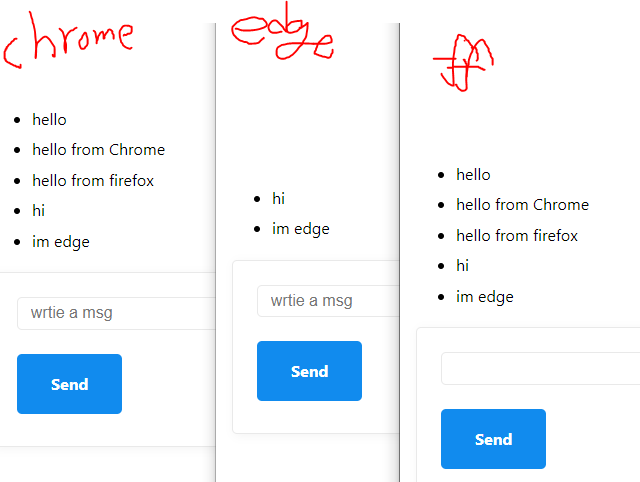 chrome
hello
hello from Chrome
hello from firefox
hi
im edge
wrtie a msg
Send
edge
hi
im edge
wrtie a msg
Send
hello
hello from Chrome
hello from firefox
hi
im edge
Send